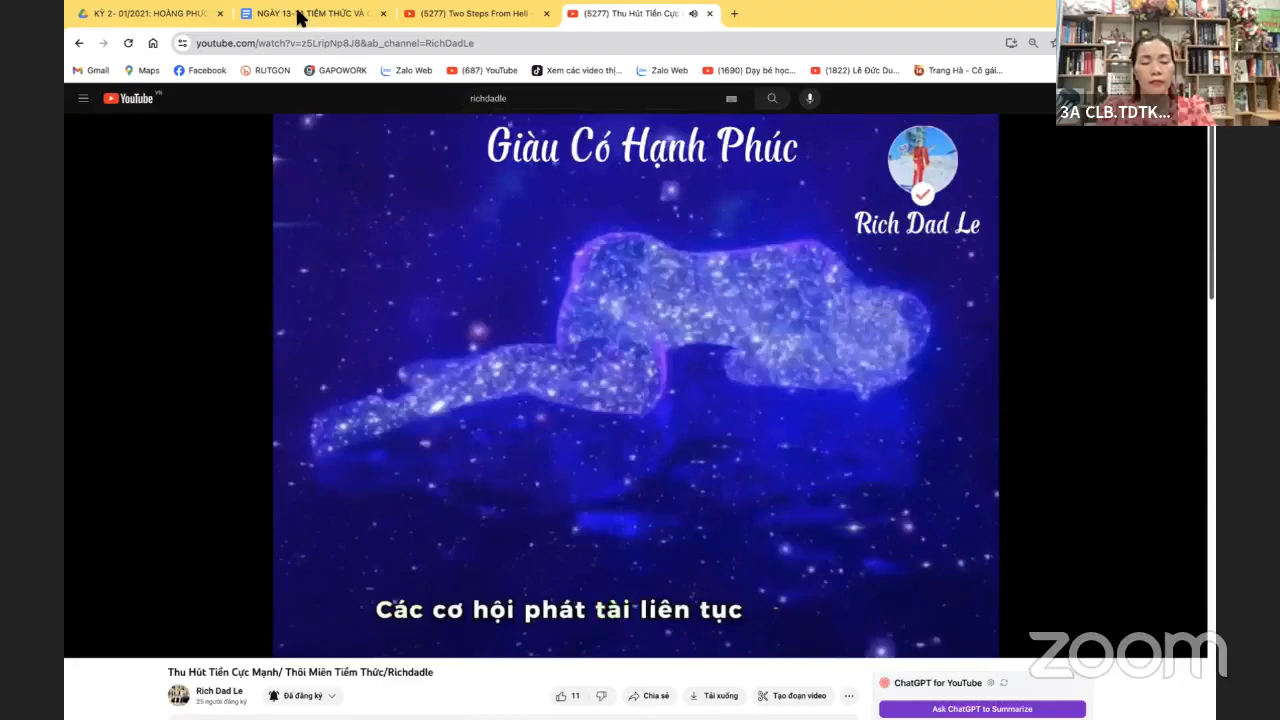 KỲ 2- 01/2021: HOÀNG PHÚC
(5277) Two Steps From Hell -
(5277) Thu Hút Tiền Cực
youtube.com/watch?v=z5LripNp8J8&ab_channel=RichDadLe
Gmail
Maps
Facebook
RUTGON
GAPOWORK
Zalo Web
(687) YouTube
Xem các video thị...
Zalo Web
(1690) Dạy bé học...
(1822) Lê Đức Du...
Trang Hà - Cô gái...
3A CLB.TDTK...
YouTube VN
richdadle
Giàu Có Hạnh Phúc
Rich Dad Le
Các cơ hội phát tài liên tục
zoom
Thu Hút Tiền Cực Mạnh/ Thôi Miên Tiềm Thức/Richdadle
Rich Dad Le
25 người đăng ký
Đã đăng ký
11
Chia sẻ
Tải xuống
Tạo đoạn video
ChatGPT for YouTube
Ask ChatGPT to Summarize